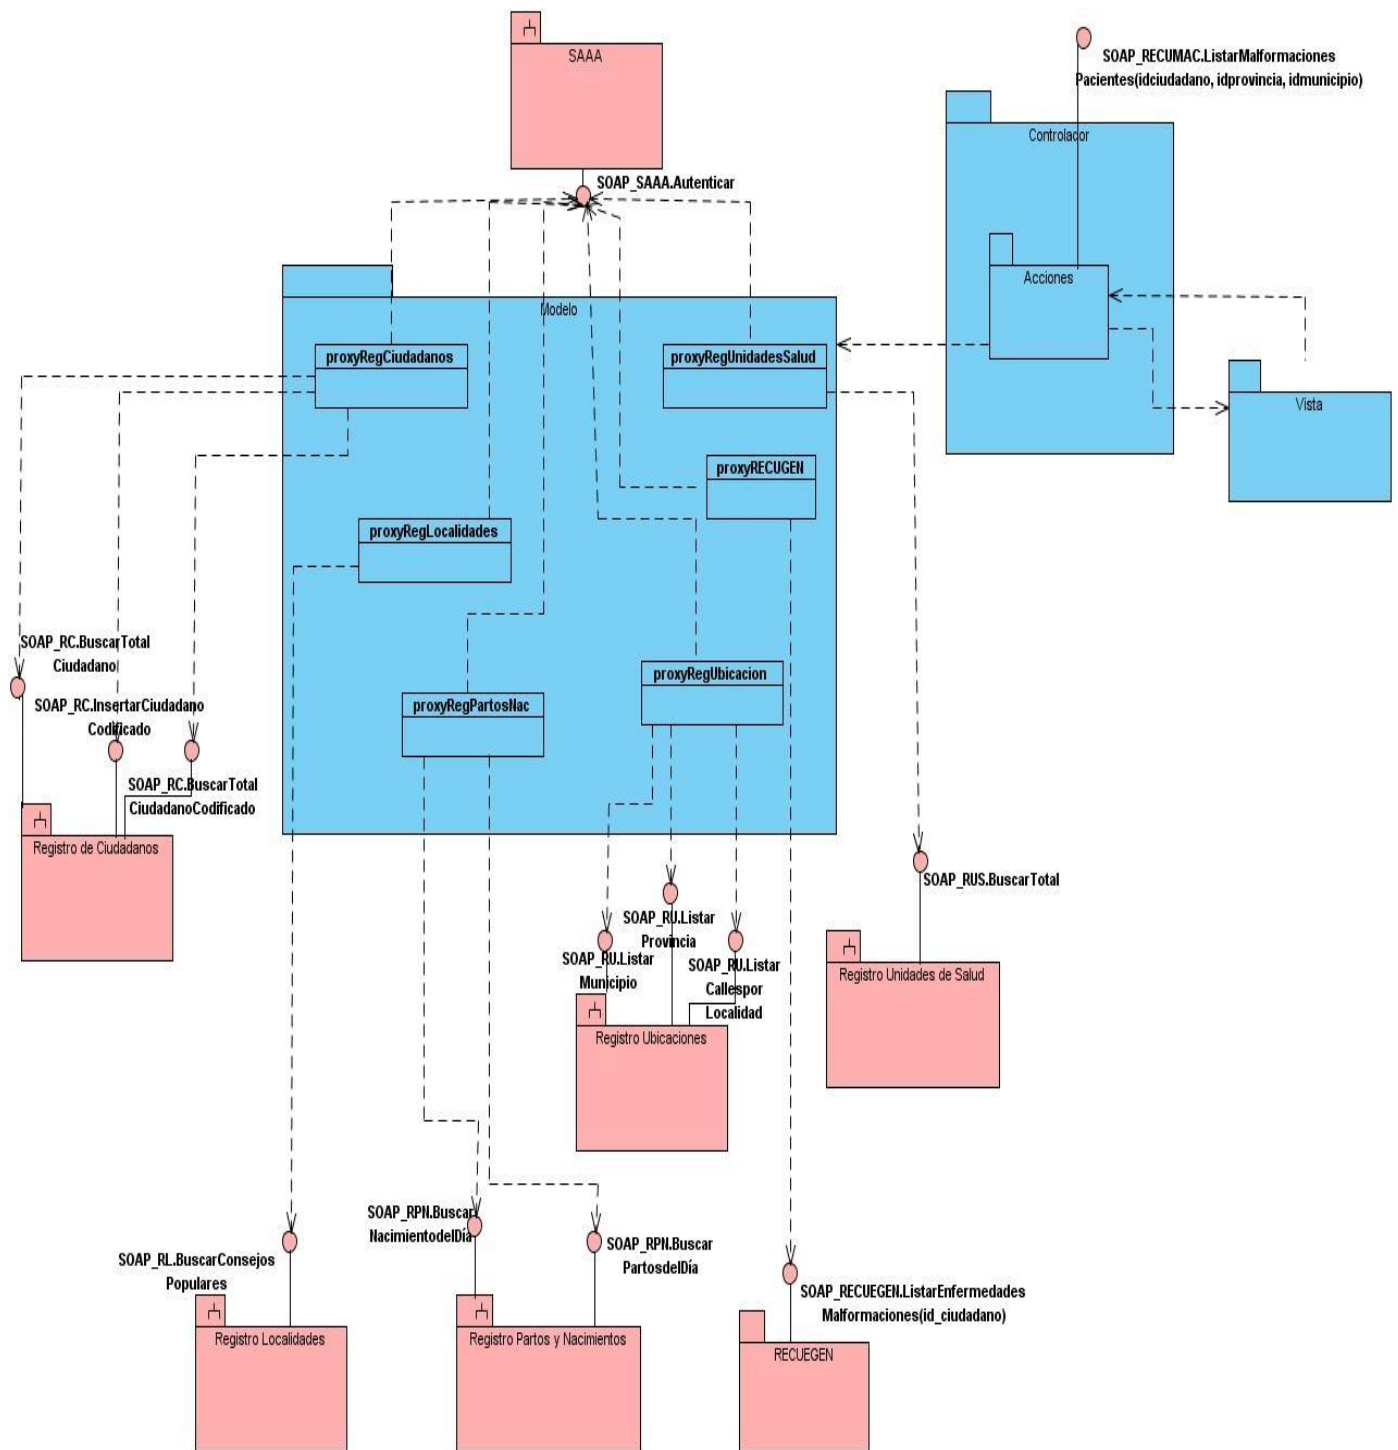 SAAA
SOAP_RECUMAC.ListarMalformaciones
Pacientes(idciudadano, idprovincia, idmunicipio)
Controlador
SOAP_SAAA.Autenticar
Acciones
Modelo
proxyRegCiudadanos
proxyRegUnidadesSalud
Vista
proxyRECUGEN
proxyRegLocalidades
SOAP_RC.BuscarTotal
Ciudadano
proxyRegUbicacion
proxyRegPartosNac
SOAP_RC.InsertarCiudadano
Codificado
SOAP_RC.BuscarTotal
CiudadanoCodificado
Registro de Ciudadanos
SOAP_RUS.BuscarTotal
SOAP_RU.Listar
Provincia
SOAP_RU.Listar
Municipio
SOAP_RU.Listar
Callespor
Localidad
Registro Unidades de Salud
Registro Ubicaciones
SOAP_RPN.Buscar
NacimientodelDía
SOAP_RPN.Buscar
PartosdelDía
SOAP_RL.BuscarConsejos
Populares
SOAP_RECUEGEN.ListarEnfermedades
Malformaciones(id_ciudadano)
Registro Localidades
Registro Partos y Nacimientos
RECUEGEN